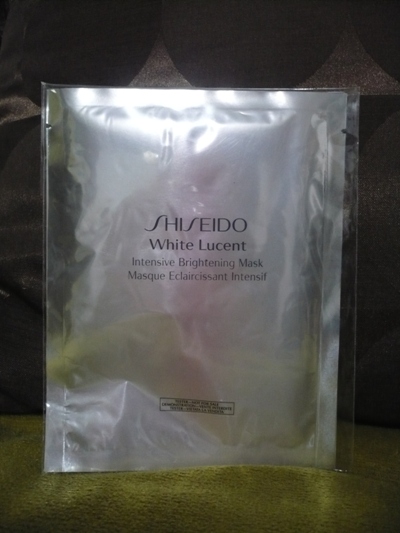 SHISEIDO
White Lucent
Intensive Brightening Mask
Masque Eclaircissant Intensif